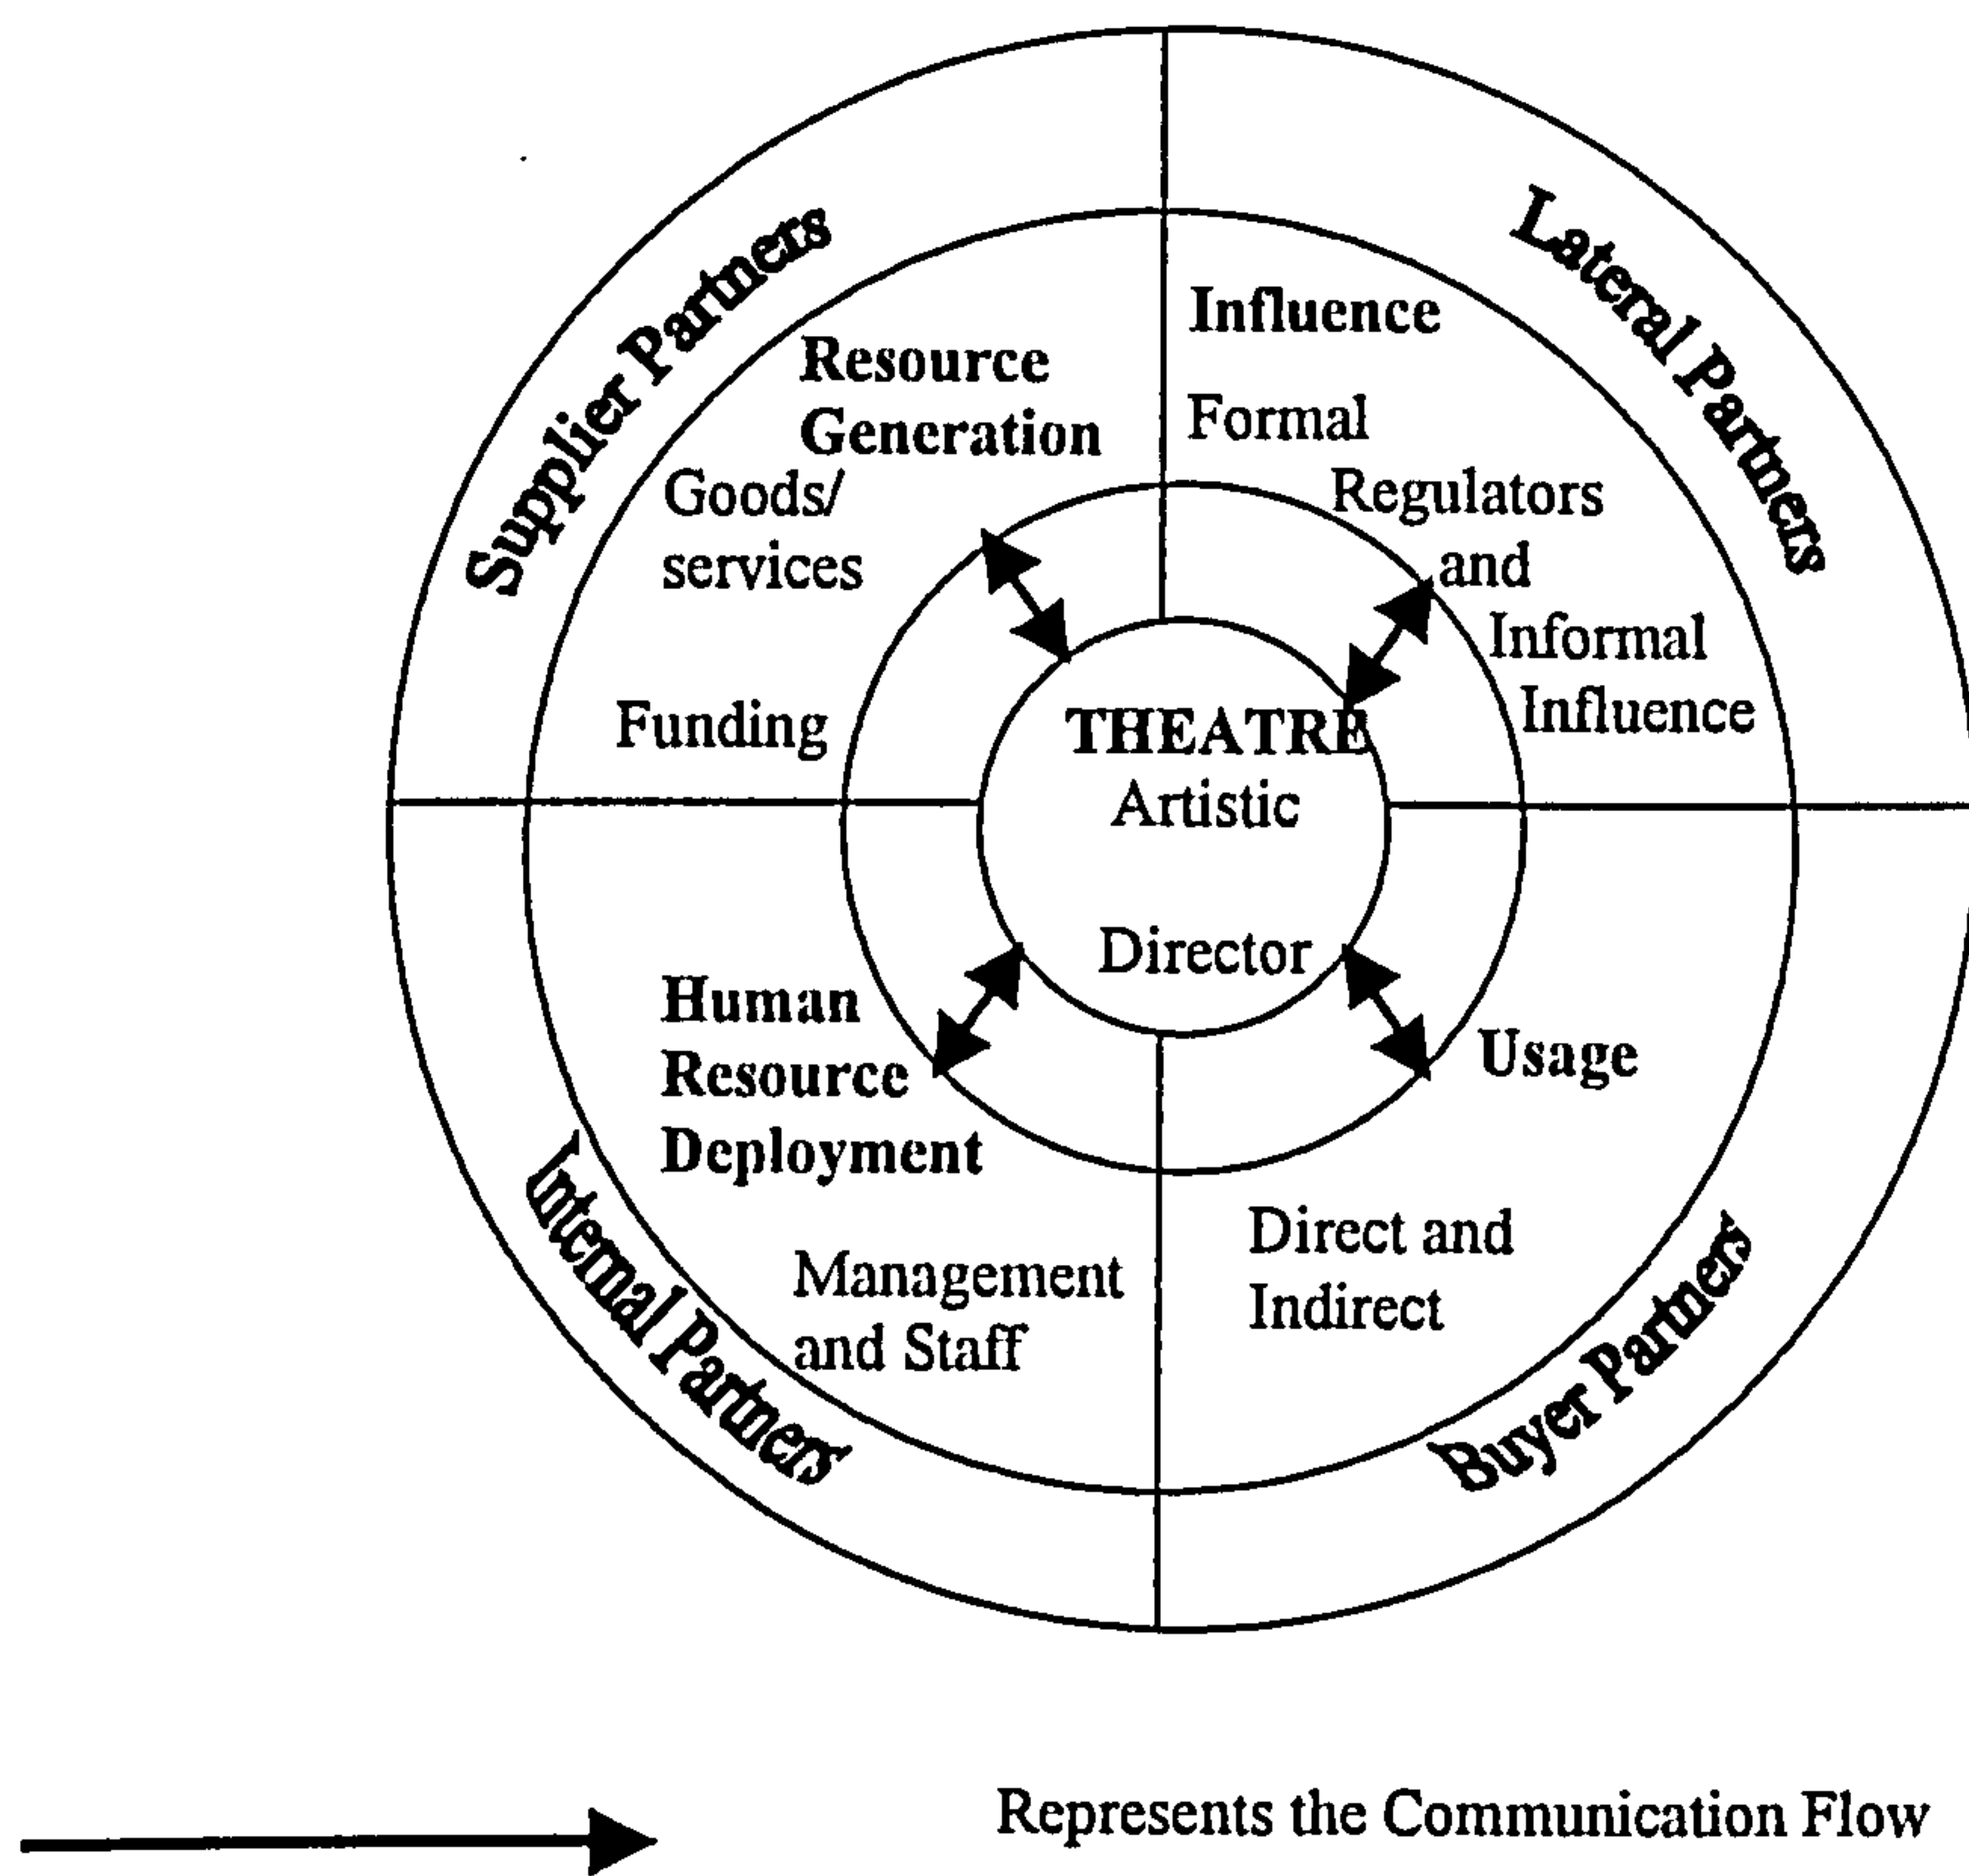 Supplier Partners
Lateral Partners
Resource
Generation
Goods/
services
Funding
Influence
Formal
Regulators
and
Informal
Influence
THEATRE
Artistic
Director
Human
Resource
Deployment
Management
and Staff
Usage
Direct and
Indirect
Internal Partners
Buyer Partners
Represents the Communication Flow